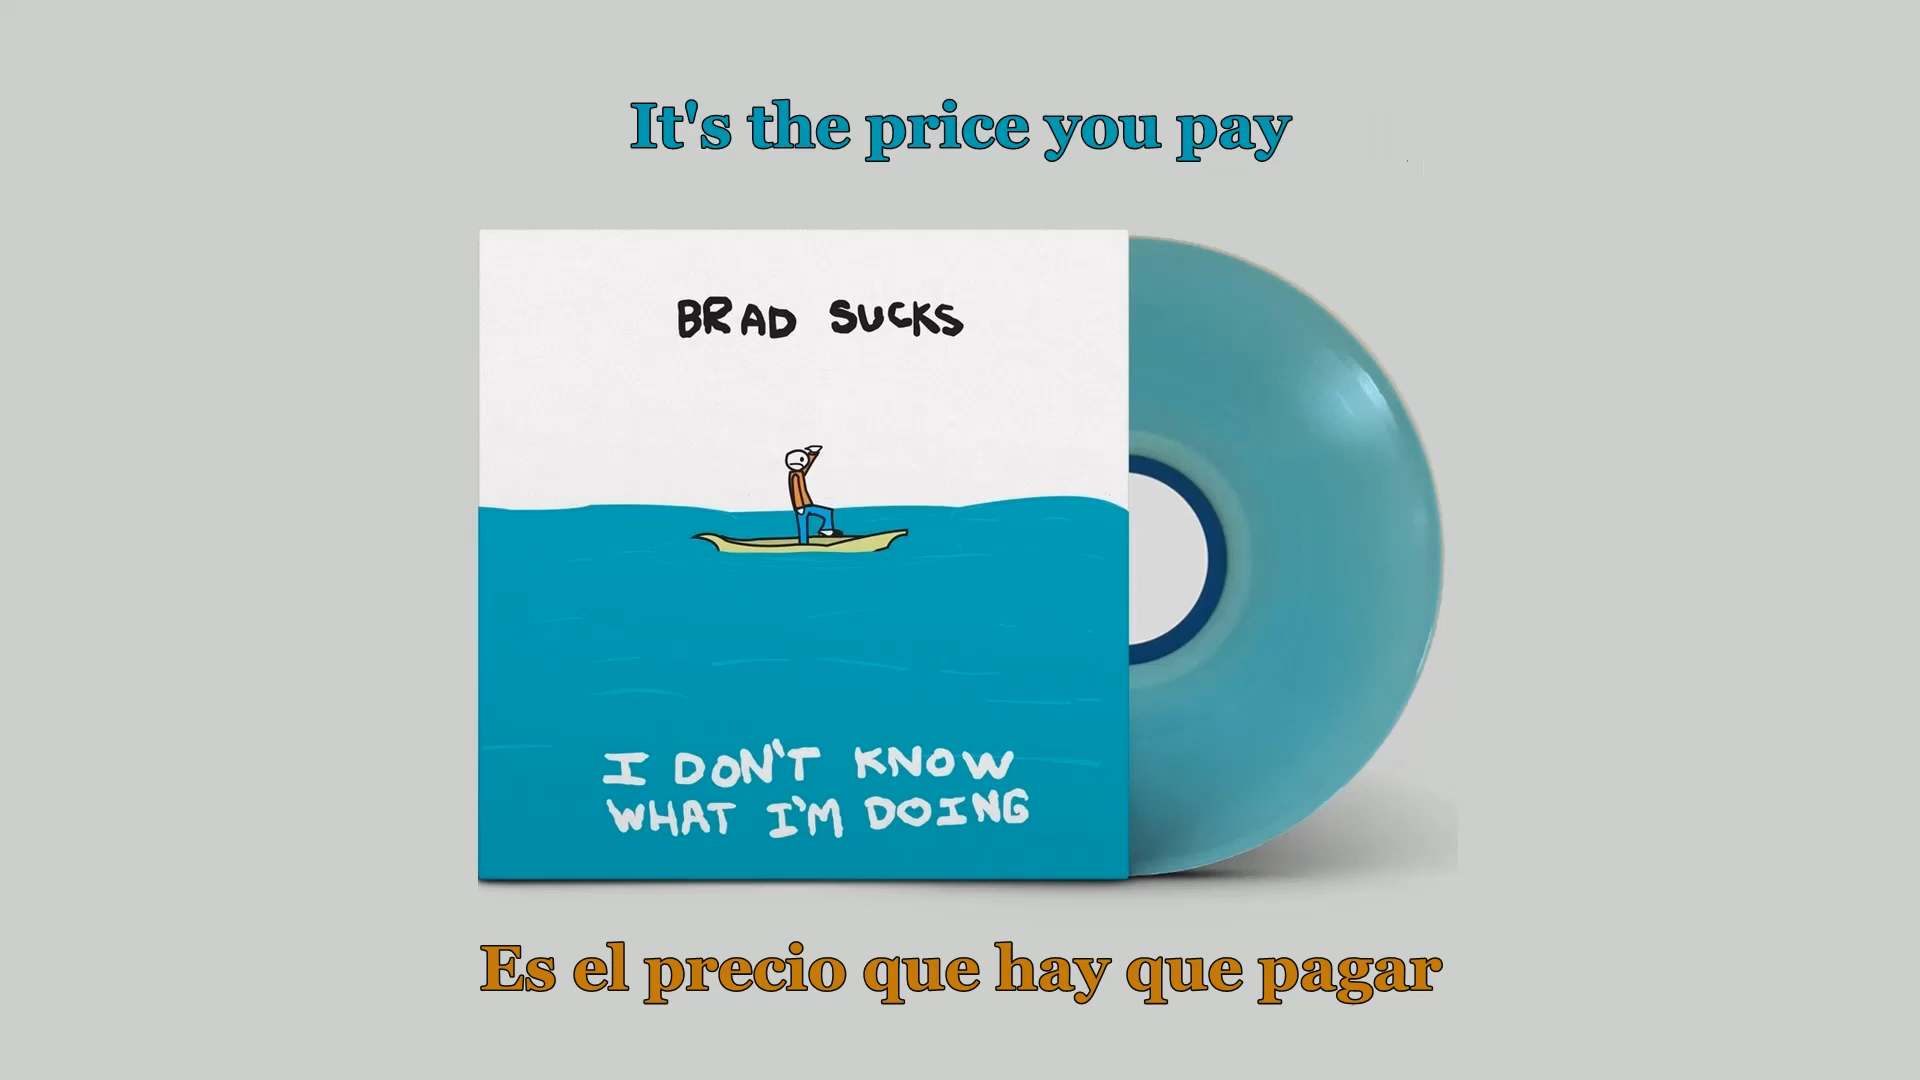 It's the price you pay
BRAD SUCKS
I DON'T KNOW
WHAT I'M DOING
Es el precio que hay que pagar